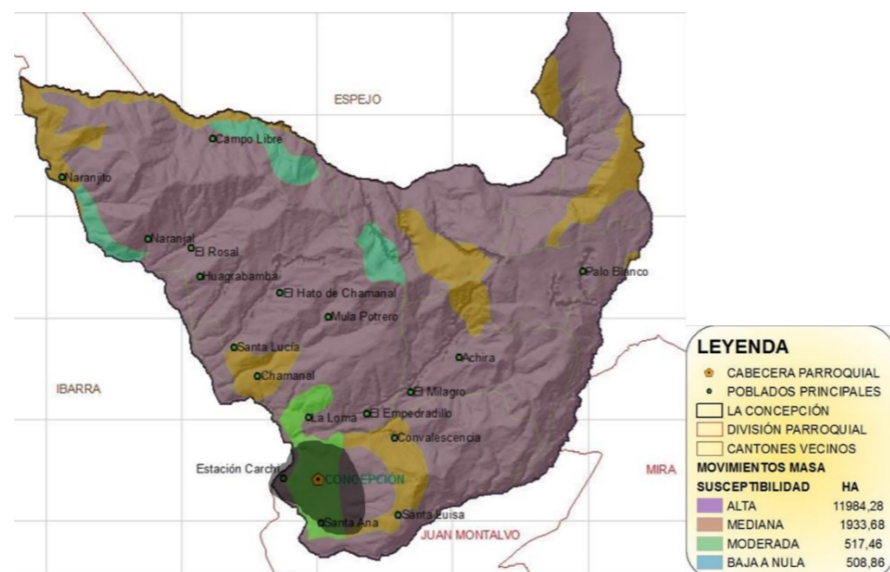 ESPEJO
Campo Libre
Naranjito
Naranjal
El Rosal
Huagrabamba
Palo Blanco
El Hato de Chamanal
Mula Potrero
Santa Lucía
Achira
Chamanal
IBARRA
El Milagro
La Loma
El Empedradillo
Convalescencia
Estación Carchi
CONCEPCIÓN
MIRA
Santa Ana
Santa Luisa
JUAN MONTALVO
LEYENDA
CABECERA PARROQUIAL
POBLADOS PRINCIPALES
LA CONCEPCIÓN
DIVISIÓN PARROQUIAL
CANTONES VECINOS
MOVIMIENTOS MASA
SUSCEPTIBILIDAD HA
ALTA 11984,28
MEDIANA 1933,68
MODERADA 517,46
BAJA A NULA 508,86